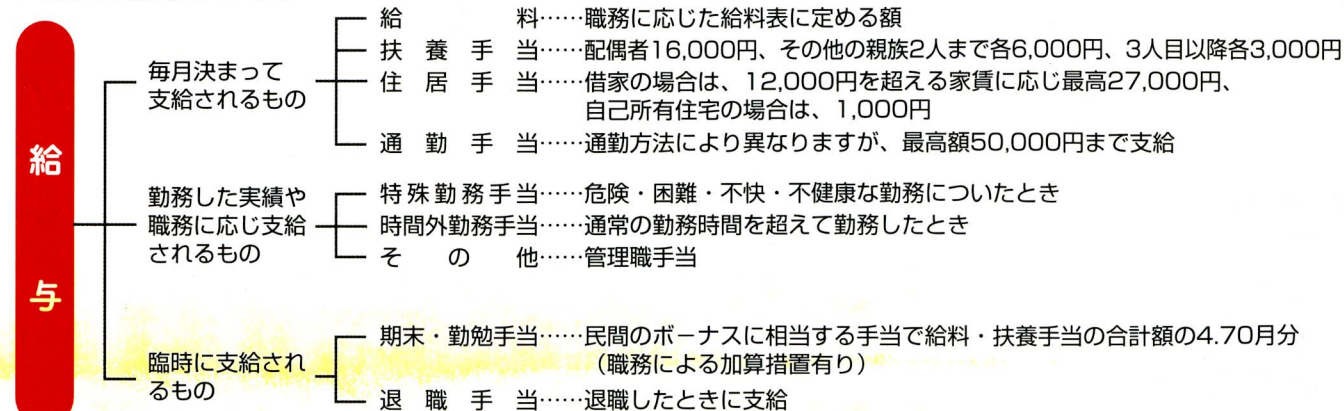 給与
毎月決まって
支給されるもの
給料……職務に応じた給料表に定める額
扶養手当……配偶者16,000円、その他の親族2人まで各6,000円、3人目以降各3,000円
住居手当……借家の場合は、12,000円を超える家賃に応じ最高27,000円、
自己所有住宅の場合は、1,000円
通勤手当……通勤方法により異なりますが、最高額50,000円まで支給
勤務した実績や
職務に応じ支給
されるもの
特殊勤務手当……危険・困難・不快・不健康な勤務についたとき
時間外勤務手当……通常の勤務時間を超えて勤務したとき
その他……管理職手当
臨時に支給され
るもの
期末・勤勉手当……民間のボーナスに相当する手当で給料・扶養手当の合計額の4.70月分
（職務による加算措置有り）
退職手当……退職したときに支給